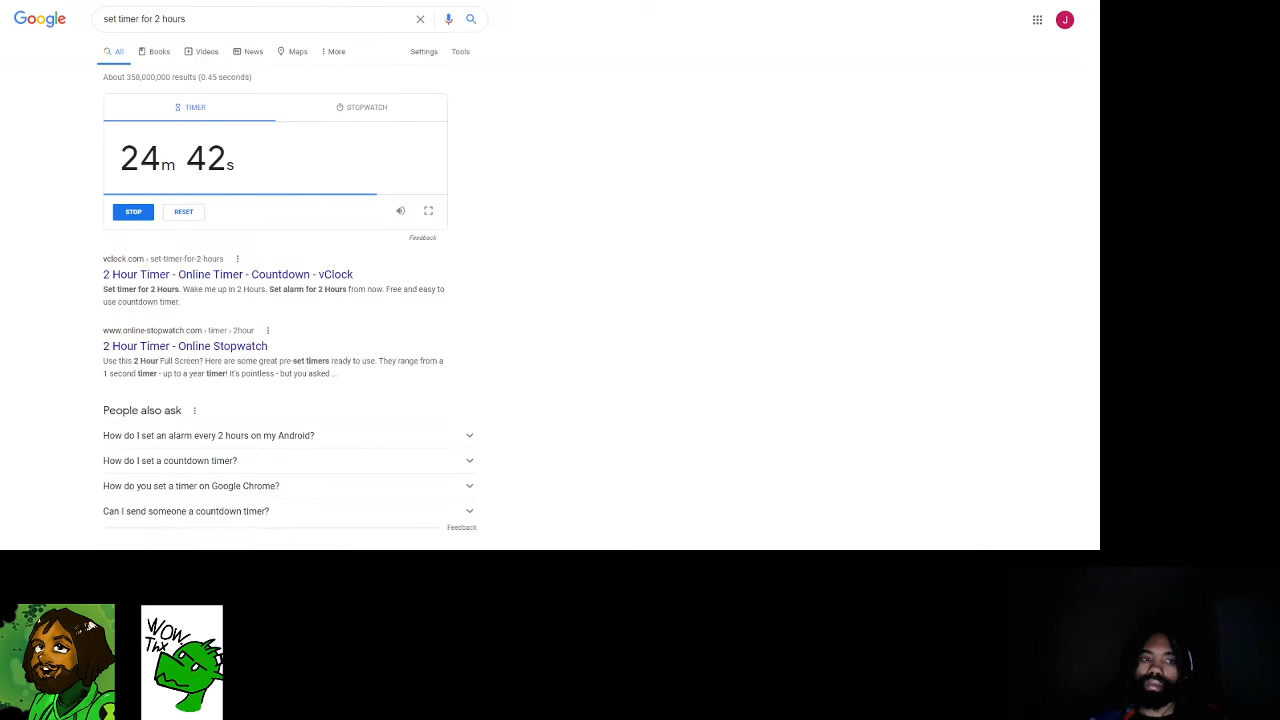 Google
set timer for 2 hours
All Books Videos News Maps More Settings Tools
About 358,000,000 results (0.45 seconds)
TIMER STOPWATCH
24m 42s
STOP RESET
Feedback
vclock.com › set-timer-for-2-hours
2 Hour Timer - Online Timer - Countdown - vClock
Set timer for 2 Hours. Wake me up in 2 Hours. Set alarm for 2 Hours from now. Free and easy to
use countdown timer.
www.online-stopwatch.com › timer › 2hour
2 Hour Timer - Online Stopwatch
Use this 2 Hour Full Screen? Here are some great pre-set timers ready to use. They range from a
1 second timer - up to a year timer! It's pointless - but you asked ...
People also ask
How do I set an alarm every 2 hours on my Android?
How do I set a countdown timer?
How do you set a timer on Google Chrome?
Can I send someone a countdown timer?
Feedback
J
WOW
Thx